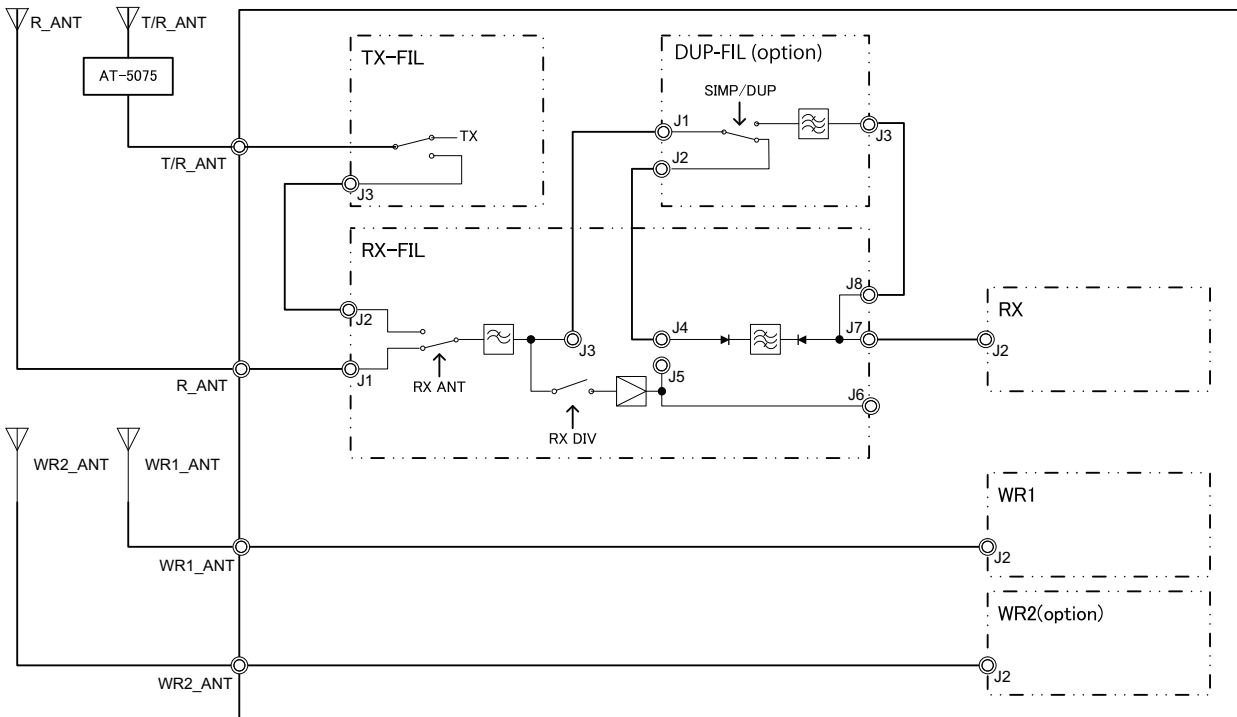 R_ANT
T/R_ANT
AT-5075
T/R_ANT
TX-FIL
TX
J3
DUP-FIL (option)
SIMP/DUP
J1
J2
J3
RX-FIL
J2
J1
RX ANT
J3
RX DIV
J4
J5
J8
J7
J6
RX
J2
R_ANT
WR2_ANT
WR1_ANT
WR1_ANT
WR1
J2
WR2(option)
J2
WR2_ANT